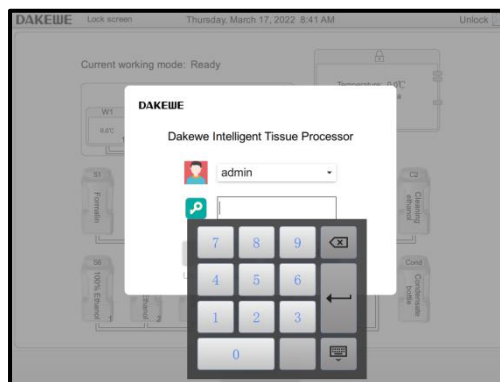 DAKEWE Lock screen Thursday, March 17, 2022 8:41 AM Unlock
Current working mode: Ready
Temperature: 0.0℃
W1
0.0℃
DAKEWE
Dakewe Intelligent Tissue Processor
admin
S1
Formalin
C2
Cleaning
ethanol
7 8 9
4 5 6
1 2 3
0
S6
100% Ethanol
1
2
Cond
Condensate
bottle